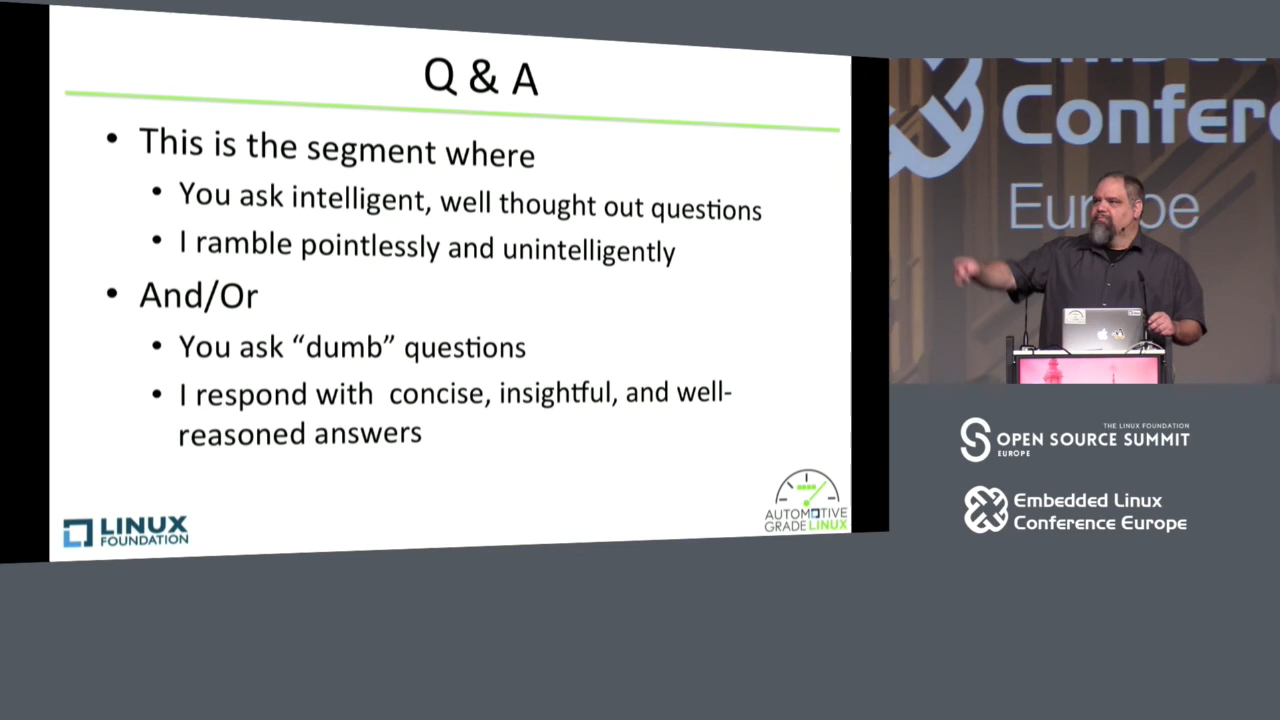 Q & A
• This is the segment where
• You ask intelligent, well thought out questions
• I ramble pointlessly and unintelligently
• And/Or
• You ask “dumb” questions
• I respond with concise, insightful, and well-
reasoned answers
LINUX
FOUNDATION
AUTOMOTIVE
GRADE LINUX
Confer
Europe
THE LINUX FOUNDATION
OPEN SOURCE SUMMIT
EUROPE
Embedded Linux
Conference Europe